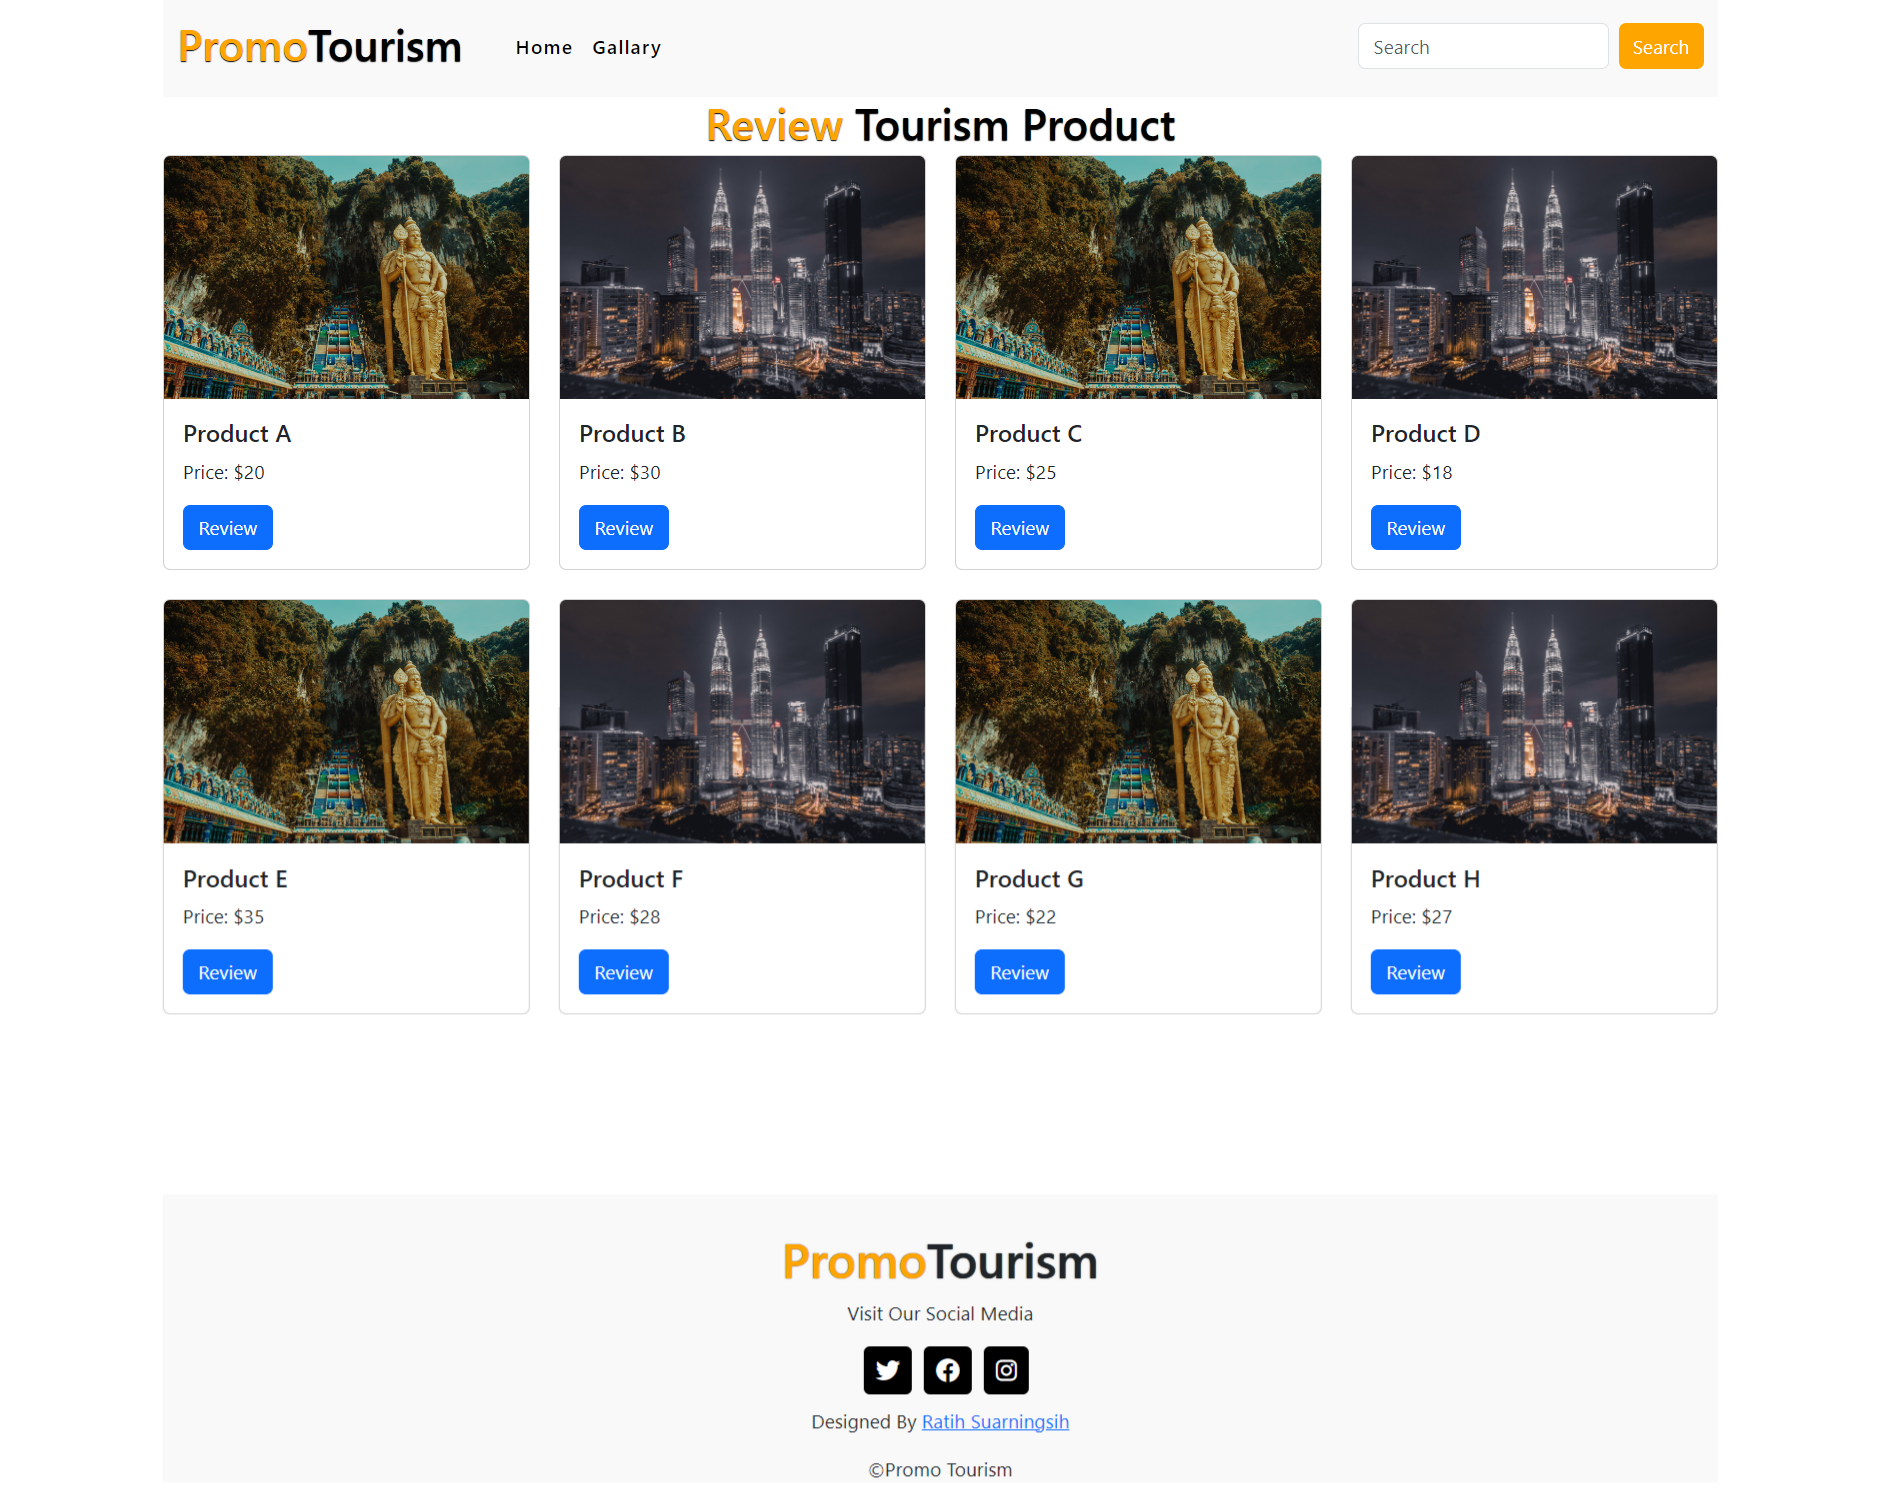 PromoTourism Home Gallary Search Search
Review Tourism Product
Product A
Price: $20
Review
Product B
Price: $30
Review
Product C
Price: $25
Review
Product D
Price: $18
Review
Product E
Price: $35
Review
Product F
Price: $28
Review
Product G
Price: $22
Review
Product H
Price: $27
Review
PromoTourism
Visit Our Social Media
Designed By Ratih Suarningsih
©Promo Tourism